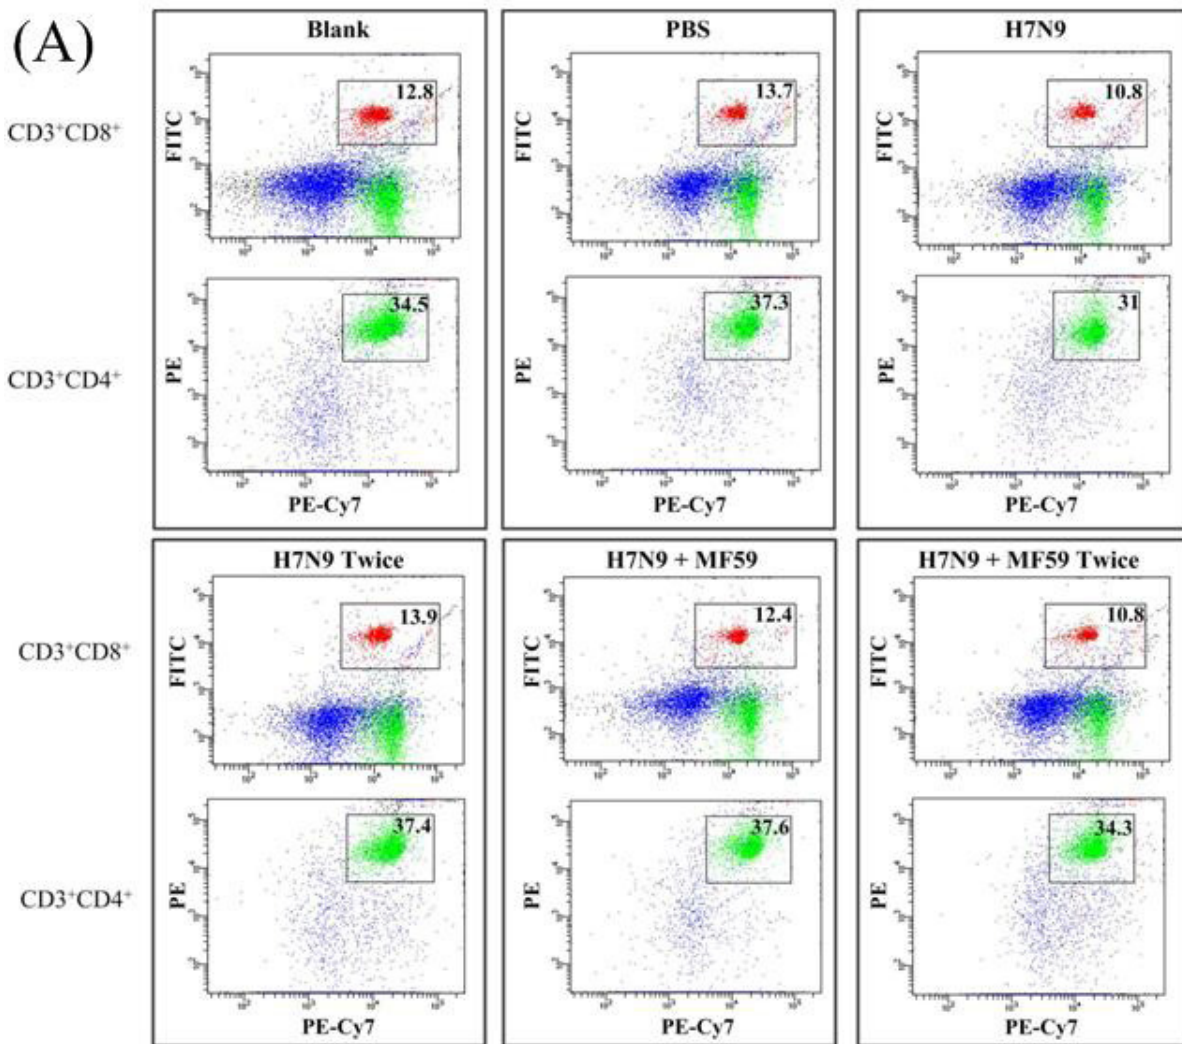 (A)
Blank
PBS
H7N9
CD3⁺CD8⁺
FITC
12.8
FITC
13.7
FITC
10.8
CD3⁺CD4⁺
PE
34.5
PE
37.3
PE
31
PE-Cy7
PE-Cy7
PE-Cy7
H7N9 Twice
H7N9 + MF59
H7N9 + MF59 Twice
CD3⁺CD8⁺
FITC
13.9
FITC
12.4
FITC
10.8
CD3⁺CD4⁺
PE
37.4
PE
37.6
PE
34.3
PE-Cy7
PE-Cy7
PE-Cy7